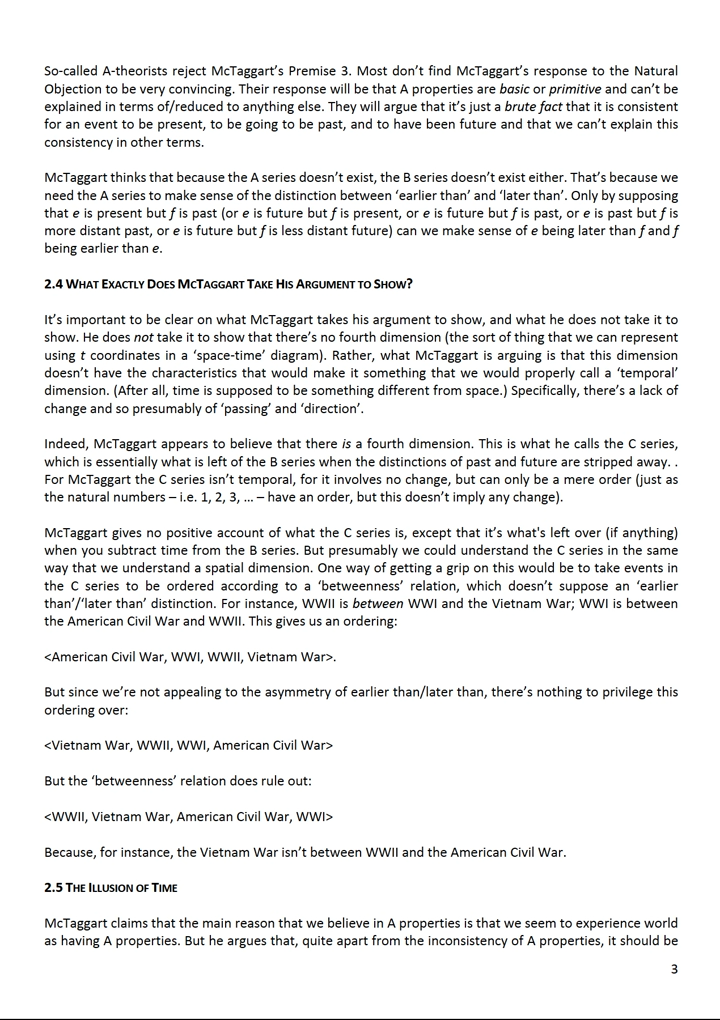 So-called A-theorists reject McTaggart's Premise 3. Most don't find McTaggart's response to the Natural
Objection to be very convincing. Their response will be that A properties are basic or primitive and can't be
explained in terms of/reduced to anything else. They will argue that it's just a brute fact that it is consistent
for an event to be present, to be going to be past, and to have been future and that we can't explain this
consistency in other terms.
McTaggart thinks that because the A series doesn't exist, the B series doesn't exist either. That's because we
need the A series to make sense of the distinction between 'earlier than' and 'later than'. Only by supposing
that e is present but f is past (or e is future but f is present, or e is future but f is past, or e is past but f is
more distant past, or e is future but f is less distant future) can we make sense of e being later than f and f
being earlier than e.
2.4 WHAT EXACTLY DOES MCTAGGART TAKE HIS ARGUMENT TO SHOW?
It's important to be clear on what McTaggart takes his argument to show, and what he does not take it to
show. He does not take it to show that there's no fourth dimension (the sort of thing that we can represent
using t coordinates in a 'space-time' diagram). Rather, what McTaggart is arguing is that this dimension
doesn't have the characteristics that would make it something that we would properly call a 'temporal'
dimension. (After all, time is supposed to be something different from space.) Specifically, there's a lack of
change and so presumably of 'passing' and 'direction'.
Indeed, McTaggart appears to believe that there is a fourth dimension. This is what he calls the C series,
which is essentially what is left of the B series when the distinctions of past and future are stripped away. .
For McTaggart the C series isn't temporal, for it involves no change, but can only be a mere order (just as
the natural numbers – i.e. 1, 2, 3, ... – have an order, but this doesn't imply any change).
McTaggart gives no positive account of what the C series is, except that it's what's left over (if anything)
when you subtract time from the B series. But presumably we could understand the C series in the same
way that we understand a spatial dimension. One way of getting a grip on this would be to take events in
the C series to be ordered according to a 'betweenness' relation, which doesn't suppose an 'earlier
than'/'later than' distinction. For instance, WWII is between WWI and the Vietnam War; WWI is between
the American Civil War and WWII. This gives us an ordering:
<American Civil War, WWI, WWII, Vietnam War>.
But since we're not appealing to the asymmetry of earlier than/later than, there's nothing to privilege this
ordering over:
<Vietnam War, WWII, WWI, American Civil War>
But the 'betweenness' relation does rule out:
<WWII, Vietnam War, American Civil War, WWI>
Because, for instance, the Vietnam War isn't between WWII and the American Civil War.
2.5 THE ILLUSION OF TIME
McTaggart claims that the main reason that we believe in A properties is that we seem to experience world
as having A properties. But he argues that, quite apart from the inconsistency of A properties, it should be
3